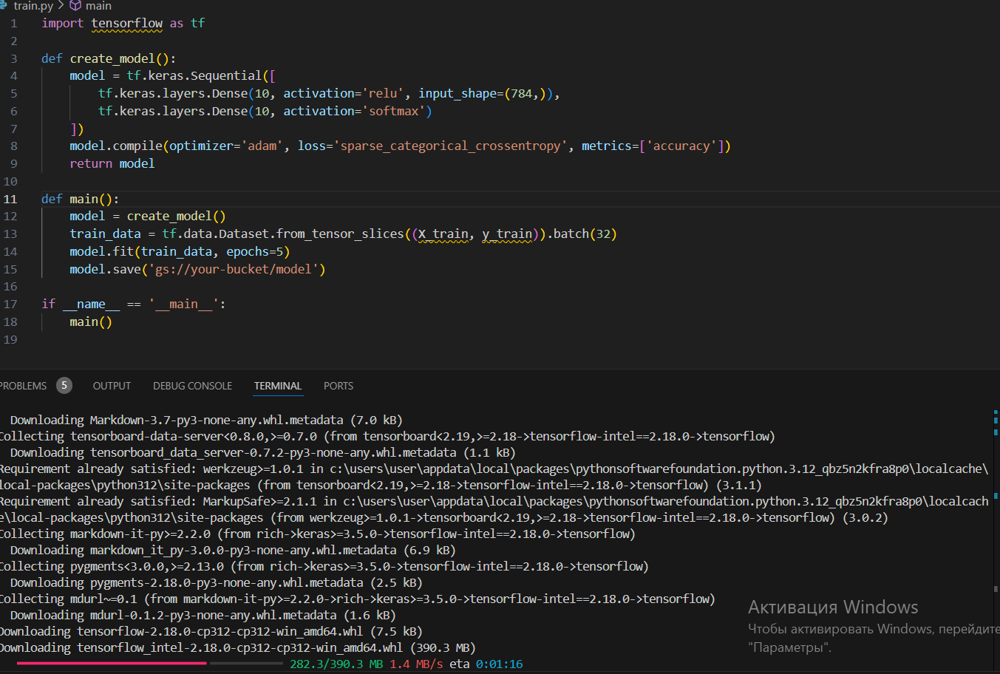 train.py > main
1 import tensorflow as tf
2
3 def create_model():
4     model = tf.keras.Sequential([
5         tf.keras.layers.Dense(10, activation='relu', input_shape=(784,)),
6         tf.keras.layers.Dense(10, activation='softmax')
7     ])
8     model.compile(optimizer='adam', loss='sparse_categorical_crossentropy', metrics=['accuracy'])
9     return model
10
11 def main():
12     model = create_model()
13     train_data = tf.data.Dataset.from_tensor_slices((X_train, y_train)).batch(32)
14     model.fit(train_data, epochs=5)
15     model.save('gs://your-bucket/model')
16
17 if __name__ == '__main__':
18     main()
19
PROBLEMS 5 OUTPUT DEBUG CONSOLE TERMINAL PORTS
  Downloading Markdown-3.7-py3-none-any.whl.metadata (7.0 kB)
Collecting tensorboard-data-server<0.8.0,>=0.7.0 (from tensorboard<2.19,>=2.18->tensorflow-intel==2.18.0->tensorflow)
  Downloading tensorboard_data_server-0.7.2-py3-none-any.whl.metadata (1.1 kB)
Requirement already satisfied: werkzeug>=1.0.1 in c:\users\user\appdata\local\packages\pythonsoftwarefoundation.python.3.12_qbz5n2kfra8p0\localcache\
local-packages\python312\site-packages (from tensorboard<2.19,>=2.18->tensorflow-intel==2.18.0->tensorflow) (3.1.1)
Requirement already satisfied: MarkupSafe>=2.1.1 in c:\users\user\appdata\local\packages\pythonsoftwarefoundation.python.3.12_qbz5n2kfra8p0\localcach
e\local-packages\python312\site-packages (from werkzeug>=1.0.1->tensorboard<2.19,>=2.18->tensorflow-intel==2.18.0->tensorflow) (3.0.2)
Collecting markdown-it-py>=2.2.0 (from rich->keras>=3.5.0->tensorflow-intel==2.18.0->tensorflow)
  Downloading markdown_it_py-3.0.0-py3-none-any.whl.metadata (6.9 kB)
Collecting pygments<3.0.0,>=2.13.0 (from rich->keras>=3.5.0->tensorflow-intel==2.18.0->tensorflow)
  Downloading pygments-2.18.0-py3-none-any.whl.metadata (2.5 kB)
Collecting mdurl~=0.1 (from markdown-it-py>=2.2.0->rich->keras>=3.5.0->tensorflow-intel==2.18.0->tensorflow)
  Downloading mdurl-0.1.2-py3-none-any.whl.metadata (1.6 kB)
Downloading tensorflow-2.18.0-cp312-cp312-win_amd64.whl (7.5 kB)
Downloading tensorflow_intel-2.18.0-cp312-cp312-win_amd64.whl (390.3 MB)
282.3/390.3 MB 1.4 MB/s eta 0:01:16
Активация Windows
Чтобы активировать Windows, перейдите
"Параметры".